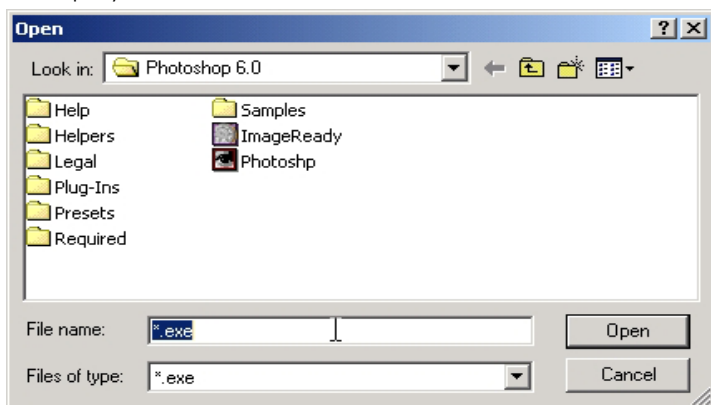 Open
Look in: Photoshop 6.0
Help Samples
Helpers ImageReady
Legal Photoshp
Plug-Ins
Presets
Required
File name: *.exe Open
Files of type: *.exe Cancel